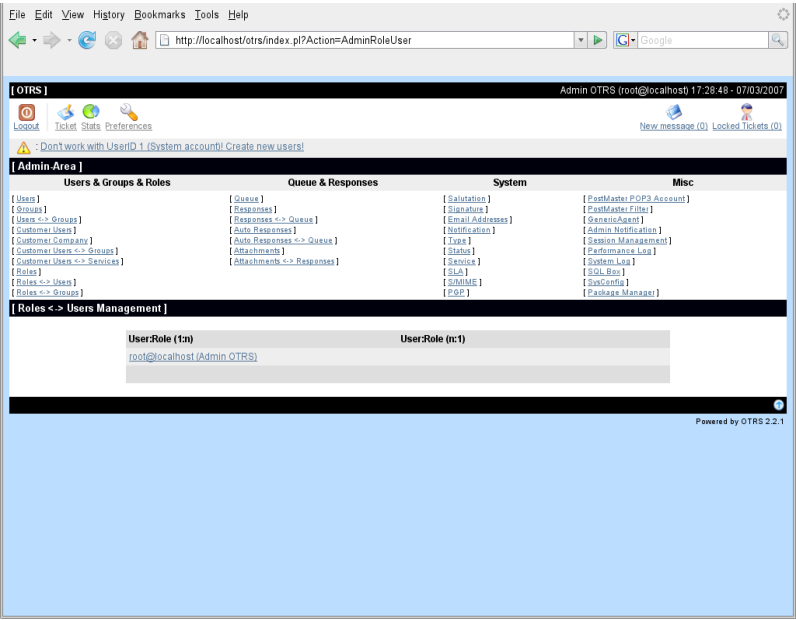 File Edit View History Bookmarks Tools Help
http://localhost/otrs/index.pl?Action=AdminRoleUser G Google
[ OTRS ] Admin OTRS (root@localhost) 17:28:48 - 07/03/2007
Logout Ticket Stats Preferences New message (0) Locked Tickets (0)
: Don't work with UserID 1 (System account)! Create new users!
[ Admin-Area ]
Users & Groups & Roles Queue & Responses System Misc
[ Users ] [ Queue ] [ Salutation ] [ PostMaster POP3 Account ]
[ Groups ] [ Responses ] [ Signature ] [ PostMaster Filter ]
[ Users <-> Groups ] [ Responses <-> Queue ] [ Email Addresses ] [ GenericAgent ]
[ Customer Users ] [ Auto Responses ] [ Notification ] [ Admin Notification ]
[ Customer Company ] [ Auto Responses <-> Queue ] [ Type ] [ Session Management ]
[ Customer Users <-> Groups ] [ Attachments ] [ Status ] [ Performance Log ]
[ Customer Users <-> Services ] [ Attachments <-> Responses ] [ Service ] [ System Log ]
[ Roles ] [ SLA ] [ SQL Box ]
[ Roles <-> Users ] [ S/MIME ] [ SysConfig ]
[ Roles <-> Groups ] [ PGP ] [ Package Manager ]
[ Roles <-> Users Management ]
User:Role (1:n) User:Role (n:1)
root@localhost (Admin OTRS)
Powered by OTRS 2.2.1